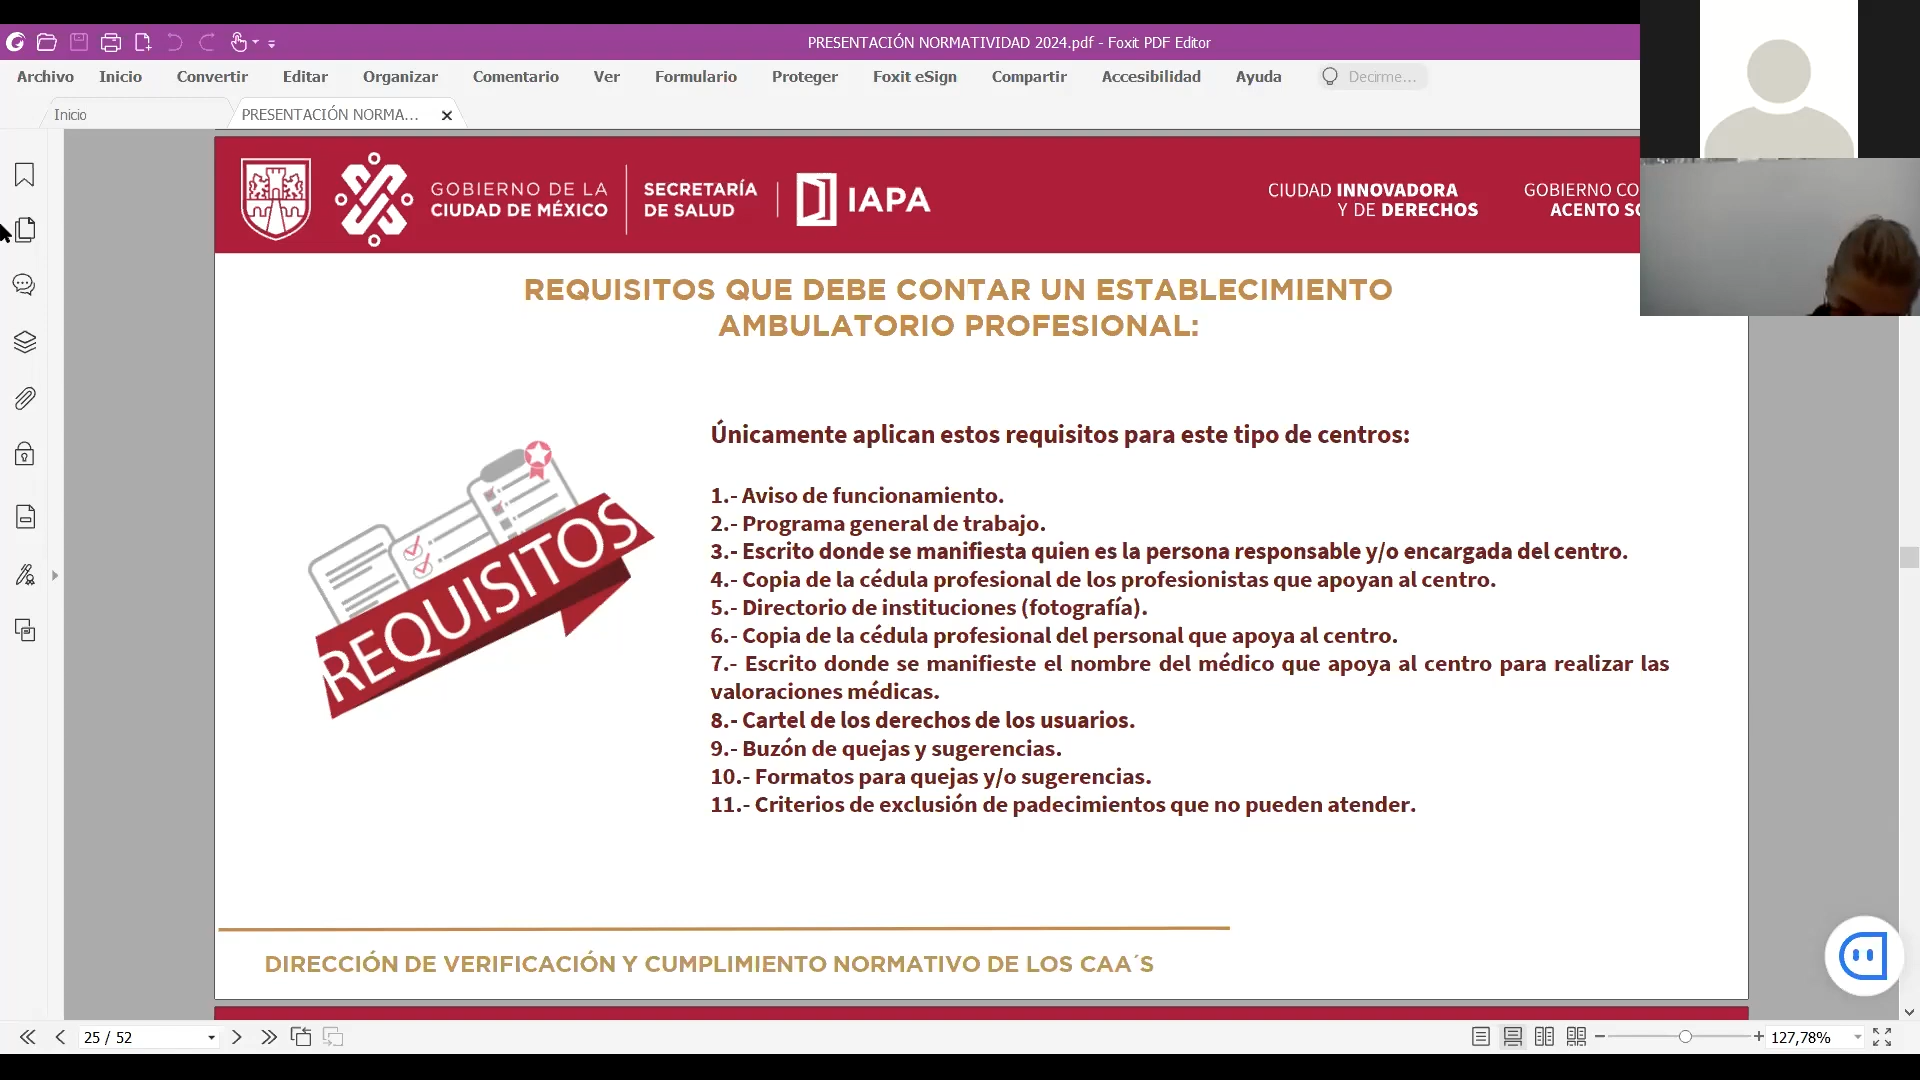 PRESENTACIÓN NORMATIVIDAD 2024.pdf - Foxit PDF Editor
Archivo Inicio Convertir Editar Organizar Comentario Ver Formulario Proteger Foxit eSign Compartir Accesibilidad Ayuda Decirme...
Inicio PRESENTACIÓN NORMA...
GOBIERNO DE LA
CIUDAD DE MÉXICO
SECRETARÍA
DE SALUD
IAPA
CIUDAD INNOVADORA
Y DE DERECHOS
GOBIERNO CO
ACENTO SO
REQUISITOS QUE DEBE CONTAR UN ESTABLECIMIENTO
AMBULATORIO PROFESIONAL:
REQUISITOS
Únicamente aplican estos requisitos para este tipo de centros:
1.- Aviso de funcionamiento.
2.- Programa general de trabajo.
3.- Escrito donde se manifiesta quien es la persona responsable y/o encargada del centro.
4.- Copia de la cédula profesional de los profesionistas que apoyan al centro.
5.- Directorio de instituciones (fotografía).
6.- Copia de la cédula profesional del personal que apoya al centro.
7.- Escrito donde se manifieste el nombre del médico que apoya al centro para realizar las
valoraciones médicas.
8.- Cartel de los derechos de los usuarios.
9.- Buzón de quejas y sugerencias.
10.- Formatos para quejas y/o sugerencias.
11.- Criterios de exclusión de padecimientos que no pueden atender.
DIRECCIÓN DE VERIFICACIÓN Y CUMPLIMIENTO NORMATIVO DE LOS CAA´S
25 / 52
127,78%